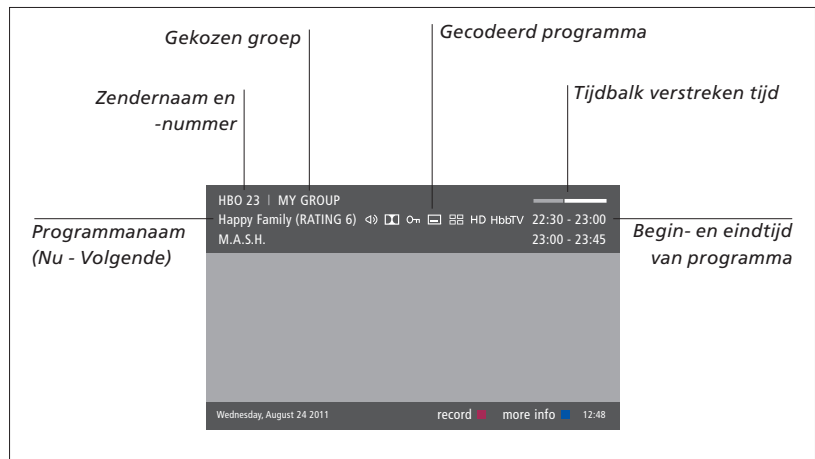 Gekozen groep
Gecodeerd programma
Zendernaam en
-nummer
Tijdbalk verstreken tijd
HBO 23 | MY GROUP
Happy Family (RATING 6) HD HbbTV 22:30 - 23:00
M.A.S.H. 23:00 - 23:45
Programmanaam
(Nu - Volgende)
Begin- en eindtijd
van programma
Wednesday, August 24 2011 record more info 12:48